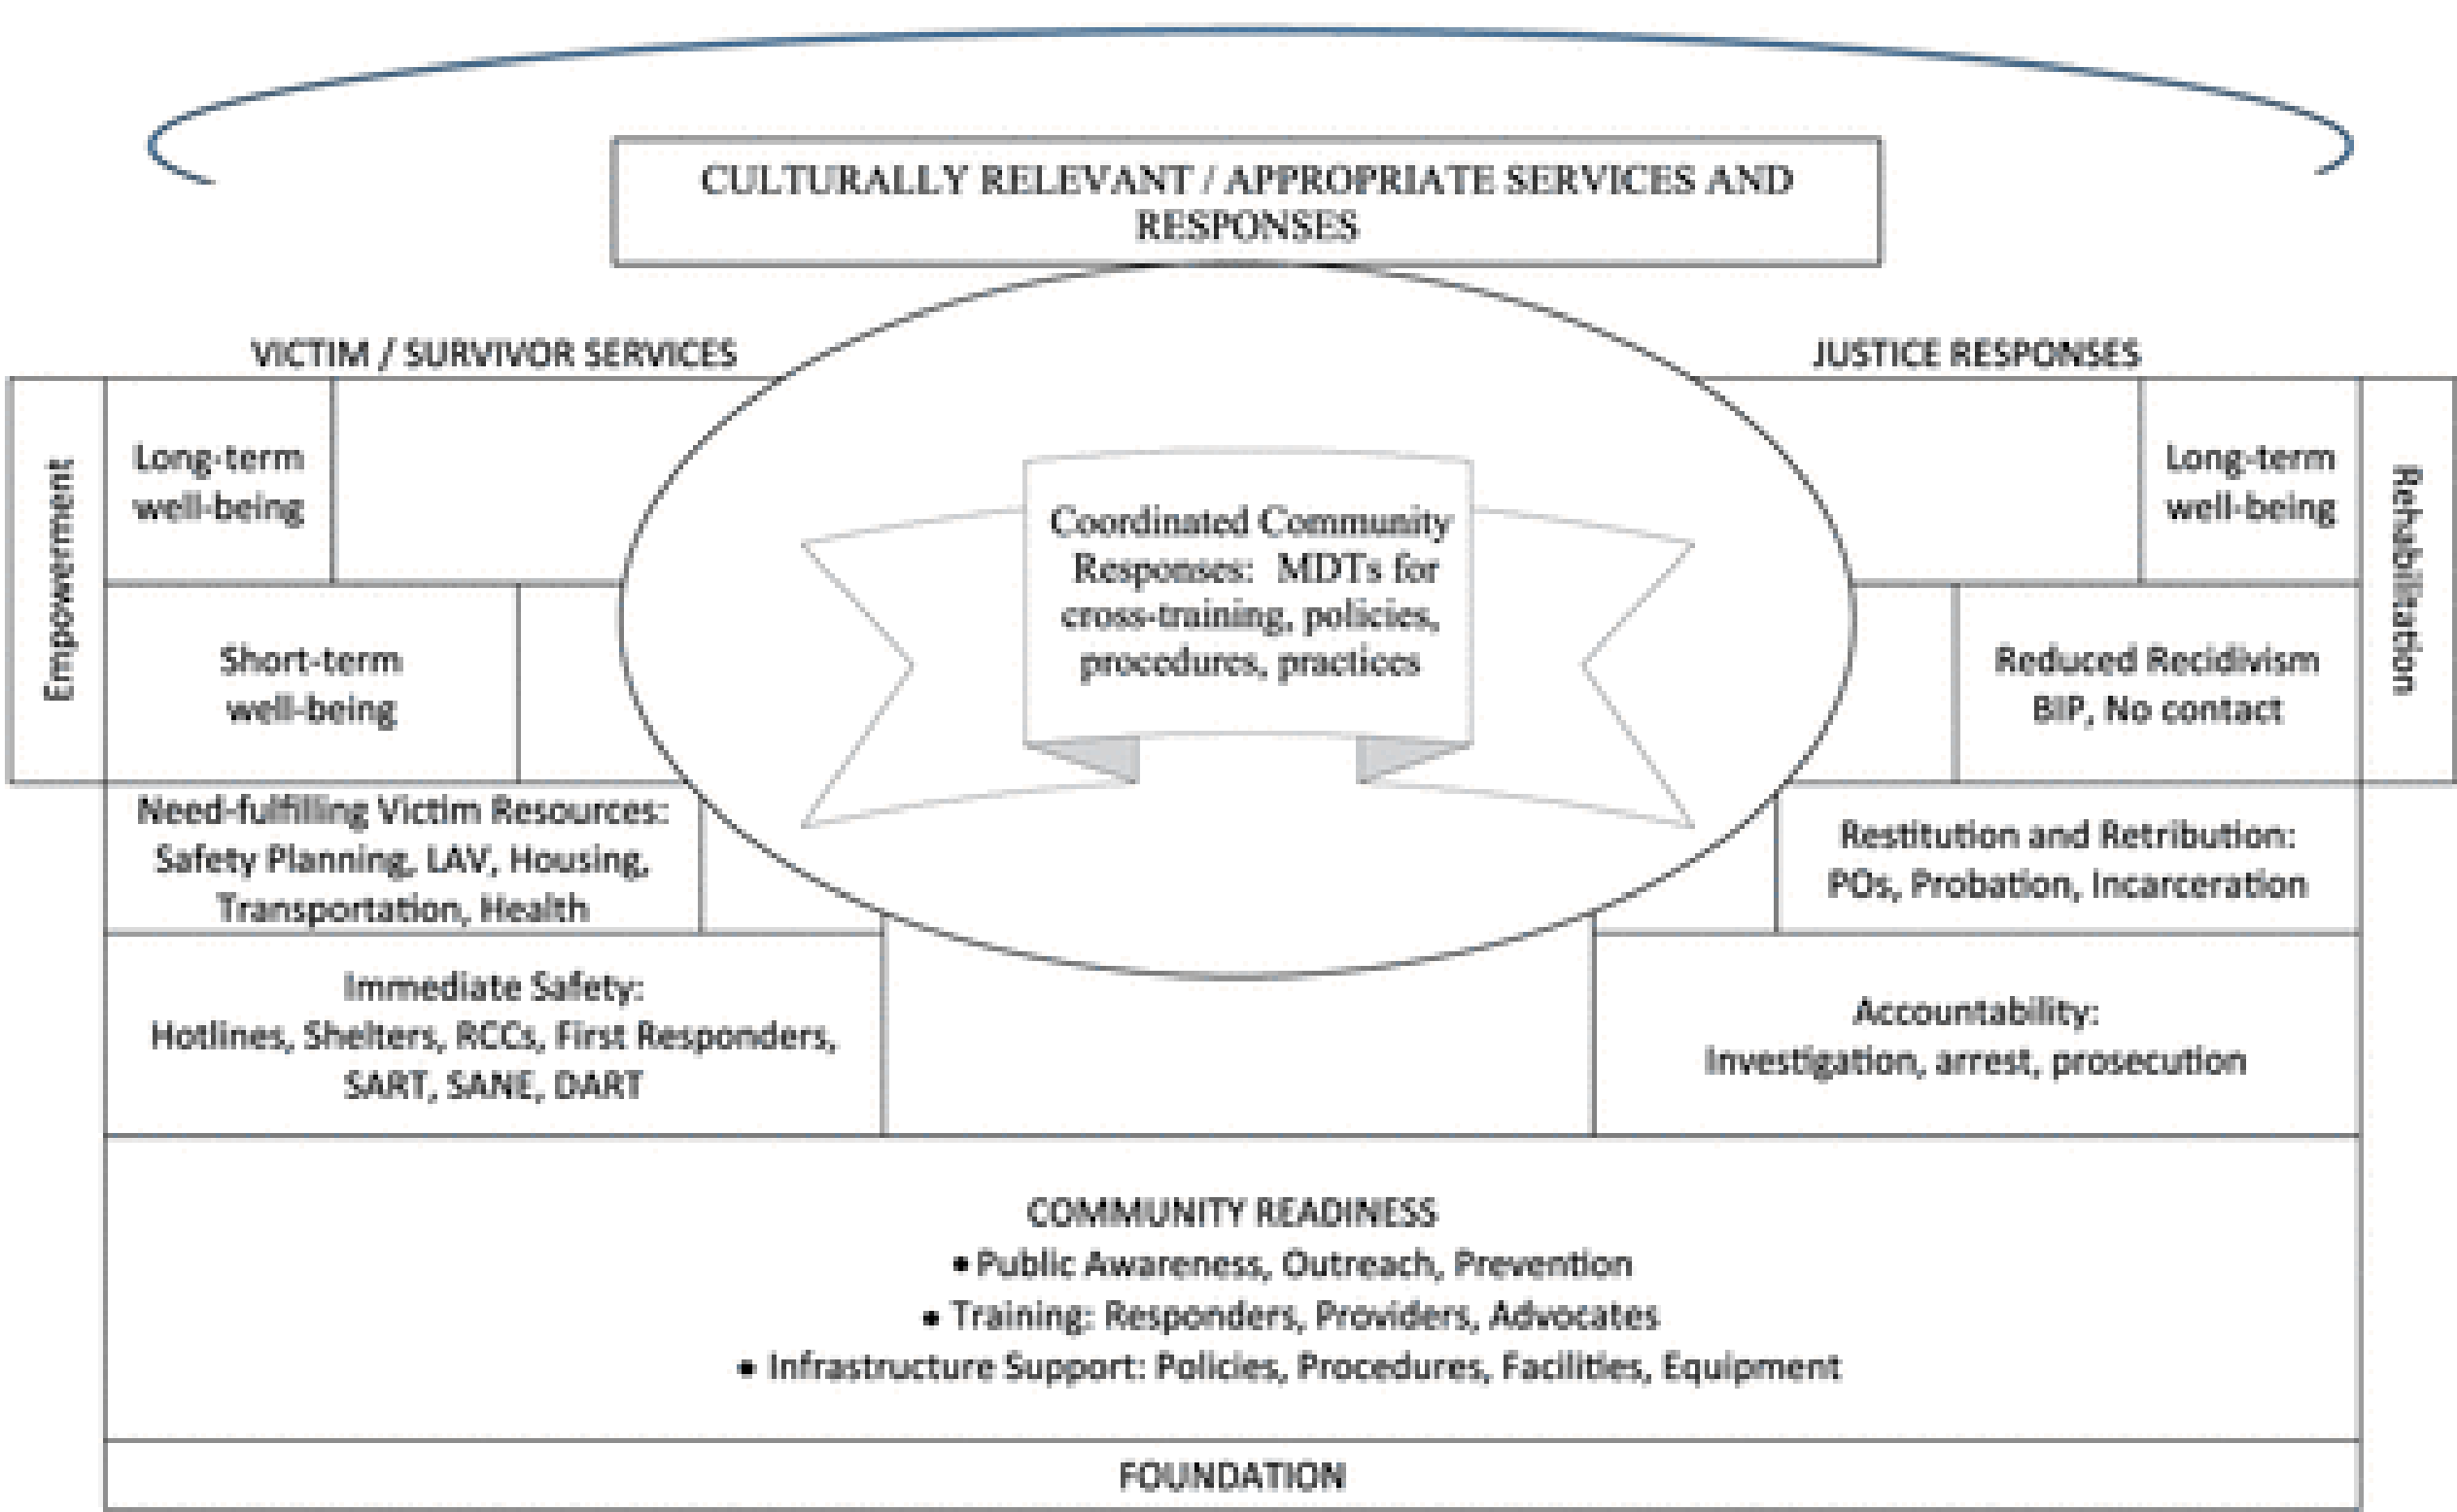 CULTURALLY RELEVANT / APPROPRIATE SERVICES AND
RESPONSES
VICTIM / SURVIVOR SERVICES
JUSTICE RESPONSES
Empowerment
Long-term
well-being
Short-term
well-being
Need-fulfilling Victim Resources:
Safety Planning, LAV, Housing,
Transportation, Health
Immediate Safety:
Hotlines, Shelters, RCCs, First Responders,
SART, SANE, DART
Coordinated Community
Responses: MDTs for
cross-training, policies,
procedures, practices
Long-term
well-being
Rehabilitation
Reduced Recidivism
BIP, No contact
Restitution and Retribution:
POs, Probation, Incarceration
Accountability:
Investigation, arrest, prosecution
COMMUNITY READINESS
• Public Awareness, Outreach, Prevention
• Training: Responders, Providers, Advocates
• Infrastructure Support: Policies, Procedures, Facilities, Equipment
FOUNDATION